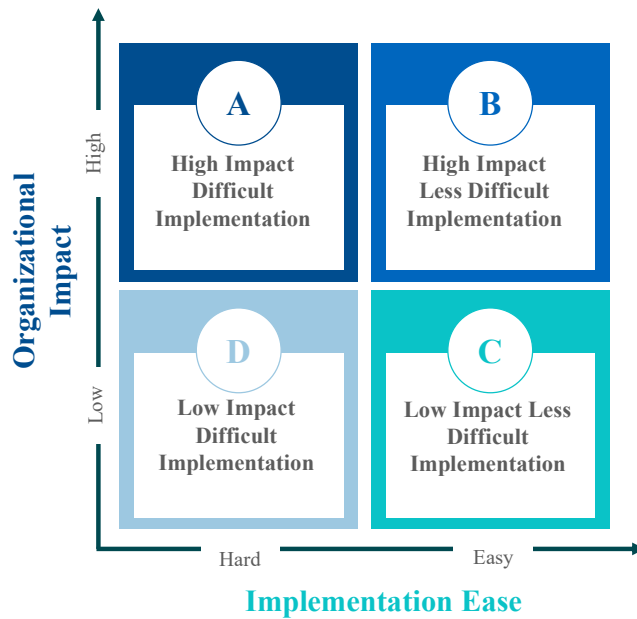 Organizational
Impact
High
Low
A
High Impact
Difficult
Implementation
B
High Impact
Less Difficult
Implementation
D
Low Impact
Difficult
Implementation
C
Low Impact Less
Difficult
Implementation
Hard
Easy
Implementation Ease